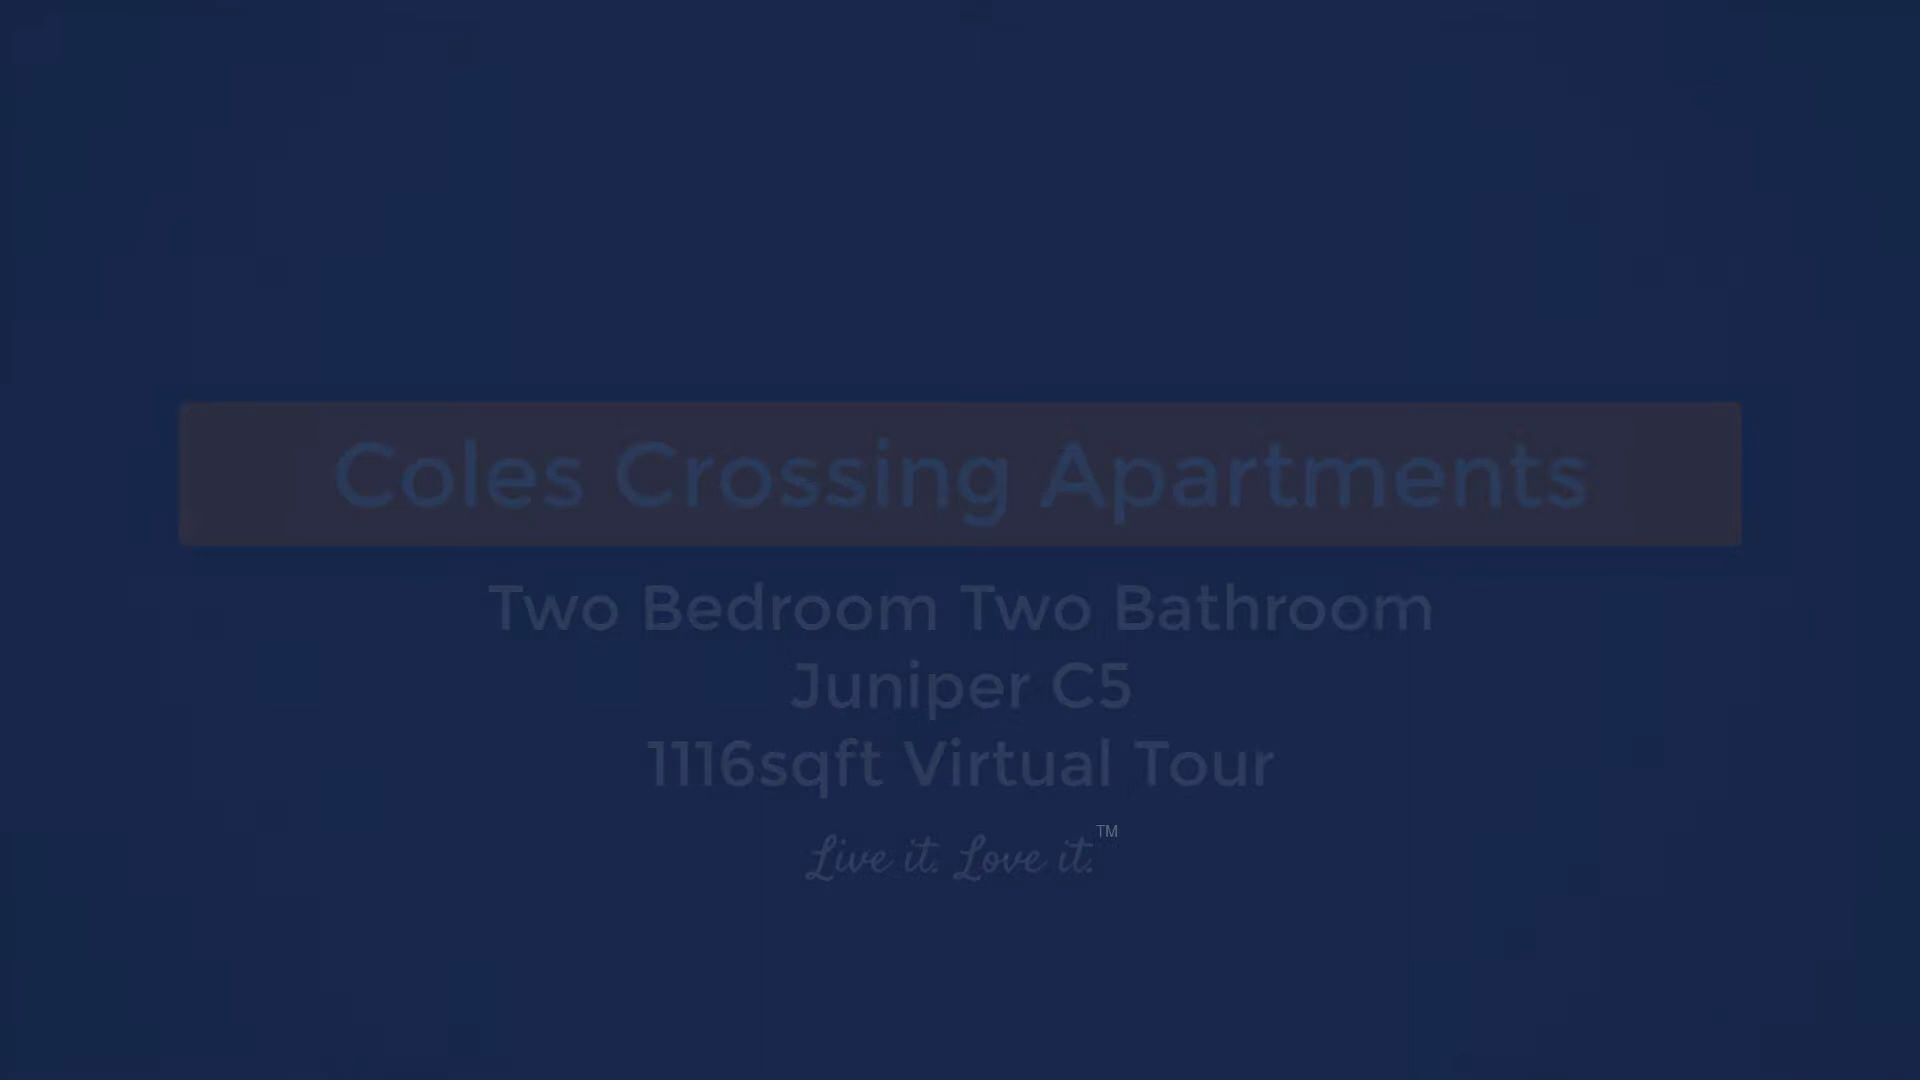 Coles Crossing Apartments
Two Bedroom Two Bathroom
Juniper C5
1116sqft Virtual Tour
Live it. Love it.™